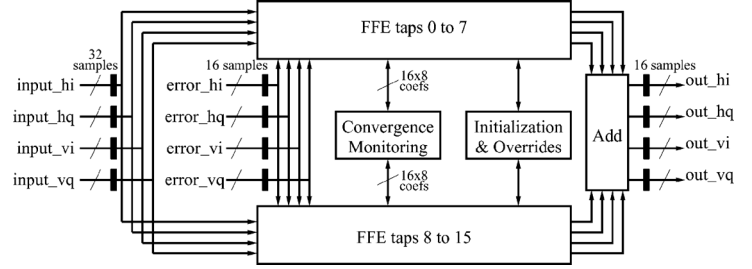 FFE taps 0 to 7
32
samples
16 samples
16 samples
input_hi
error_hi
16x8
coefs
out_hi
input_hq
error_hq
Convergence
Monitoring
Initialization
& Overrides
Add
out_hq
input_vi
error_vi
out_vi
input_vq
error_vq
16x8
coefs
out_vq
FFE taps 8 to 15